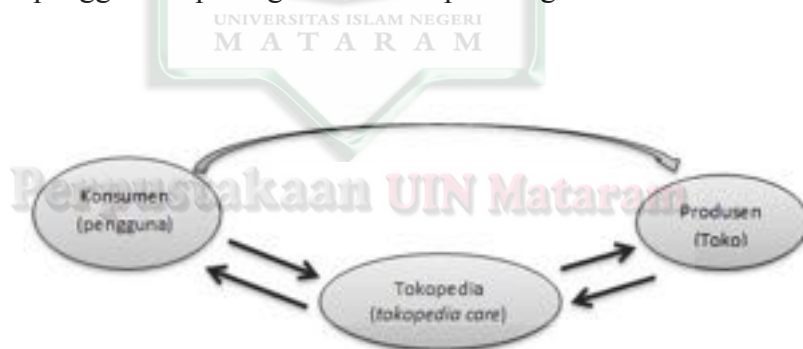 UNIVERSITAS ISLAM NEGERI
M A T A R A M
Perpustakaan UIN Mataram
Konsumen
(pengguna)
Produsen
(Toko)
Tokopedia
(tokopedia care)